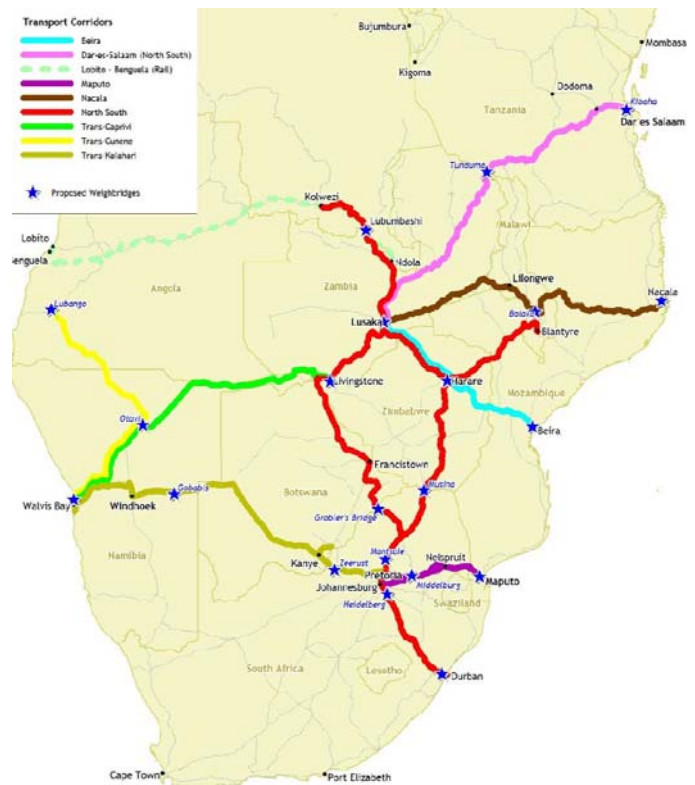 Transport Corridors
Beira
Dar-es-Salaam (North South)
Lobito - Benguela (Rail)
Maputo
Nacala
North South
Trans-Caprivi
Trans Cunene
Trans Kalahari
Proposed Weighbridges
Bujumbura
Mombasa
Kigoma
Dodoma
Tanzania
Dar es Salaam
Tunduma
Kolwezi
Lubumbashi
Lobito
Benguela
Ndola
Malawi
Angola
Zambia
Lilongwe
Nacala
Lubango
Lusaka
Balaka
Blantyre
Livingstone
Harare
Mozambique
Zimbabwe
Otavi
Beira
Francistown
Gobabis
Botswana
Musina
Walvis Bay
Windhoek
Grobler's Bridge
Namibia
Kanye
Zeerust
Mantsole
Nelspruit
Pretoria
Middelburg
Maputo
Johannesburg
Heidelberg
Swaziland
South Africa
Lesotho
Durban
Cape Town
Port Elizabeth